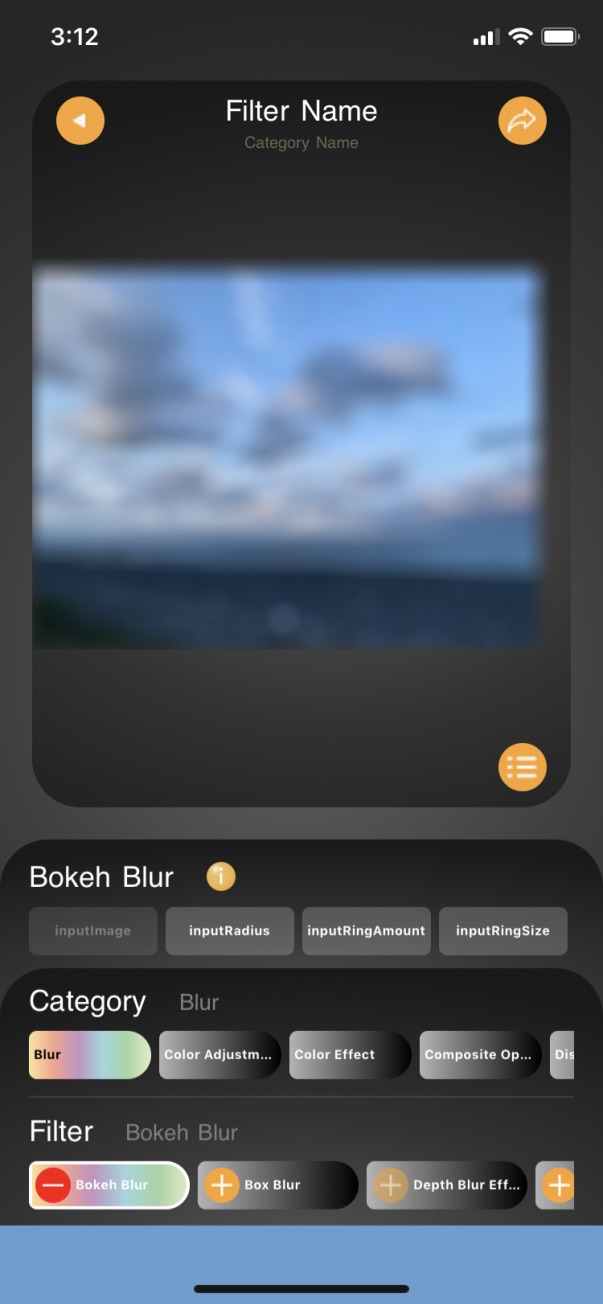 3:12
Filter Name
Category Name
Bokeh Blur
inputImage inputRadius inputRingAmount inputRingSize
Category Blur
Blur Color Adjustm... Color Effect Composite Op... Dis
Filter Bokeh Blur
Bokeh Blur Box Blur Depth Blur Eff...